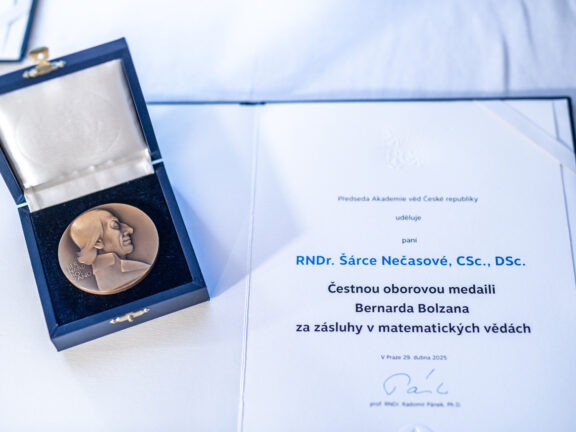 Předseda Akademie věd České republiky
uděluje
paní
RNDr. Šárce Nečasové, CSc., DSc.
Čestnou oborovou medaili
Bernarda Bolzana
za zásluhy v matematických vědách
V Praze 29. dubna 2025
prof. RNDr. Radomír Pánek, Ph.D.